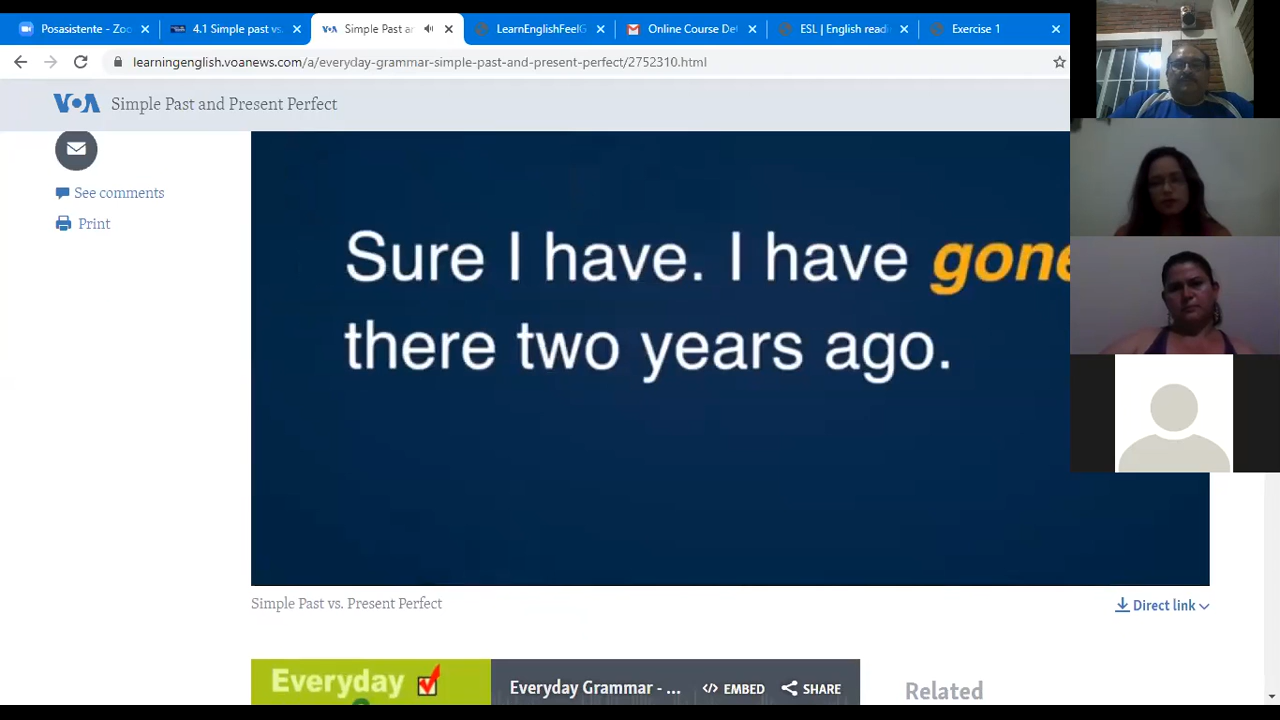 Posasistente - Zoo
4.1 Simple past vs.
Simple Past an
LearnEnglishFeelG
Online Course Def
ESL | English readi
Exercise 1
learningenglish.voanews.com/a/everyday-grammar-simple-past-and-present-perfect/2752310.html
VOA Simple Past and Present Perfect
See comments
Print
Sure I have. I have gone
there two years ago.
Simple Past vs. Present Perfect
Direct link
Everyday
Everyday Grammar - ...
EMBED
SHARE
Related